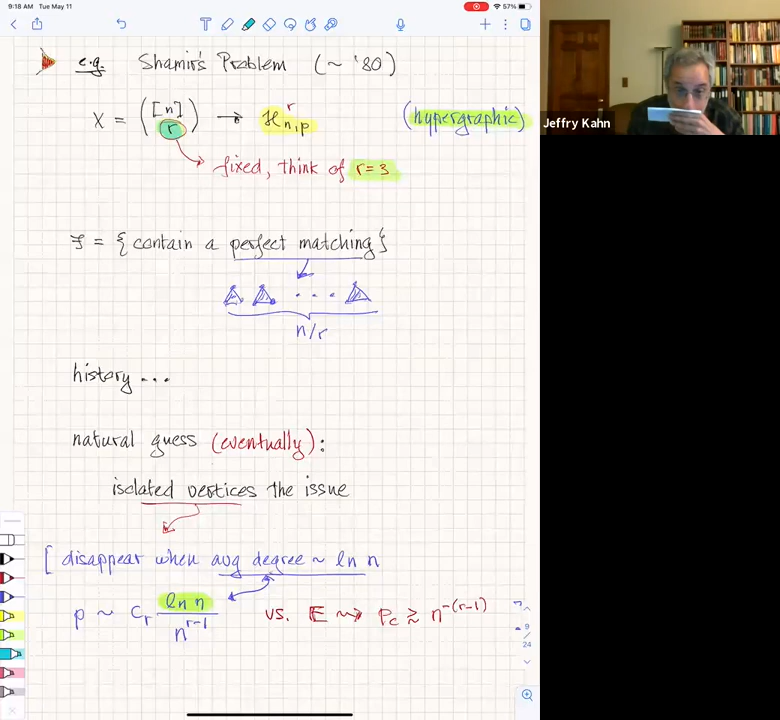 9:18 AM Tue May 11
57%
e.g. Shamir's Problem (~ '80)
X = ([n] r) → ℋ^r_{n,p} (hypergraphic)
fixed, think of r=3
ℱ = { contain a perfect matching }
. . .
n/r
history ...
natural guess (eventually):
isolated vertices the issue
[ disappear when avg degree ~ ln n
p ~ C_r ln n / n^{r-1} vs. E ⇝ p_c ≳ n^{-(r-1)}
9 / 24
Jeffry Kahn